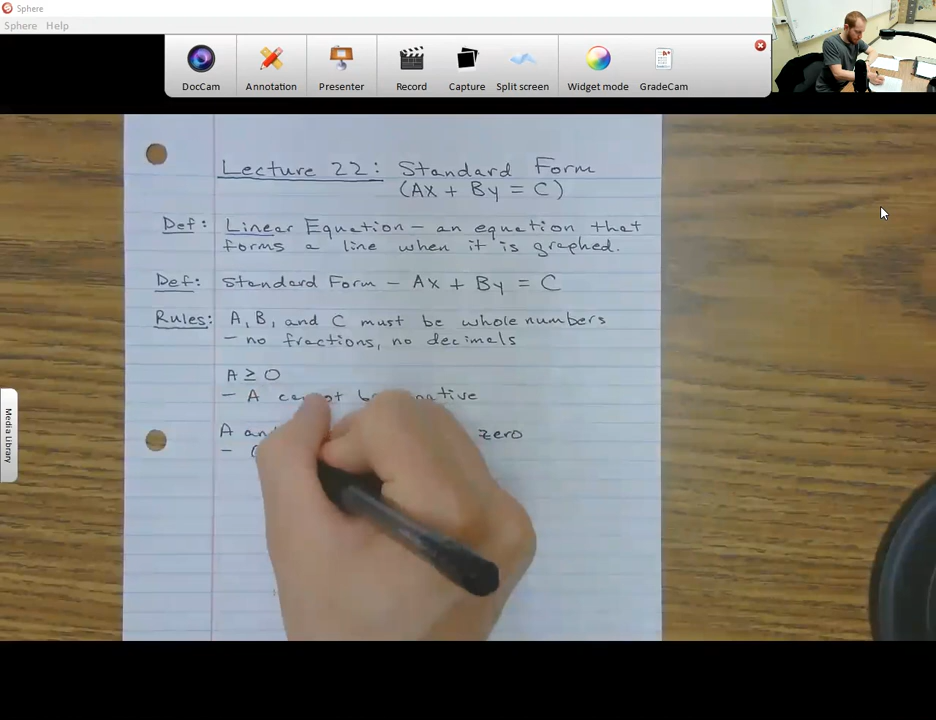 Sphere
Sphere Help
DocCam Annotation Presenter Record Capture Split screen Widget mode GradeCam
Media Library
Lecture 22: Standard Form
(Ax + By = C)
Def: Linear Equation - an equation that
forms a line when it is graphed.
Def: Standard Form - Ax + By = C
Rules: A, B, and C must be whole numbers
- no fractions, no decimals
A ≥ 0
- A
A zero
-